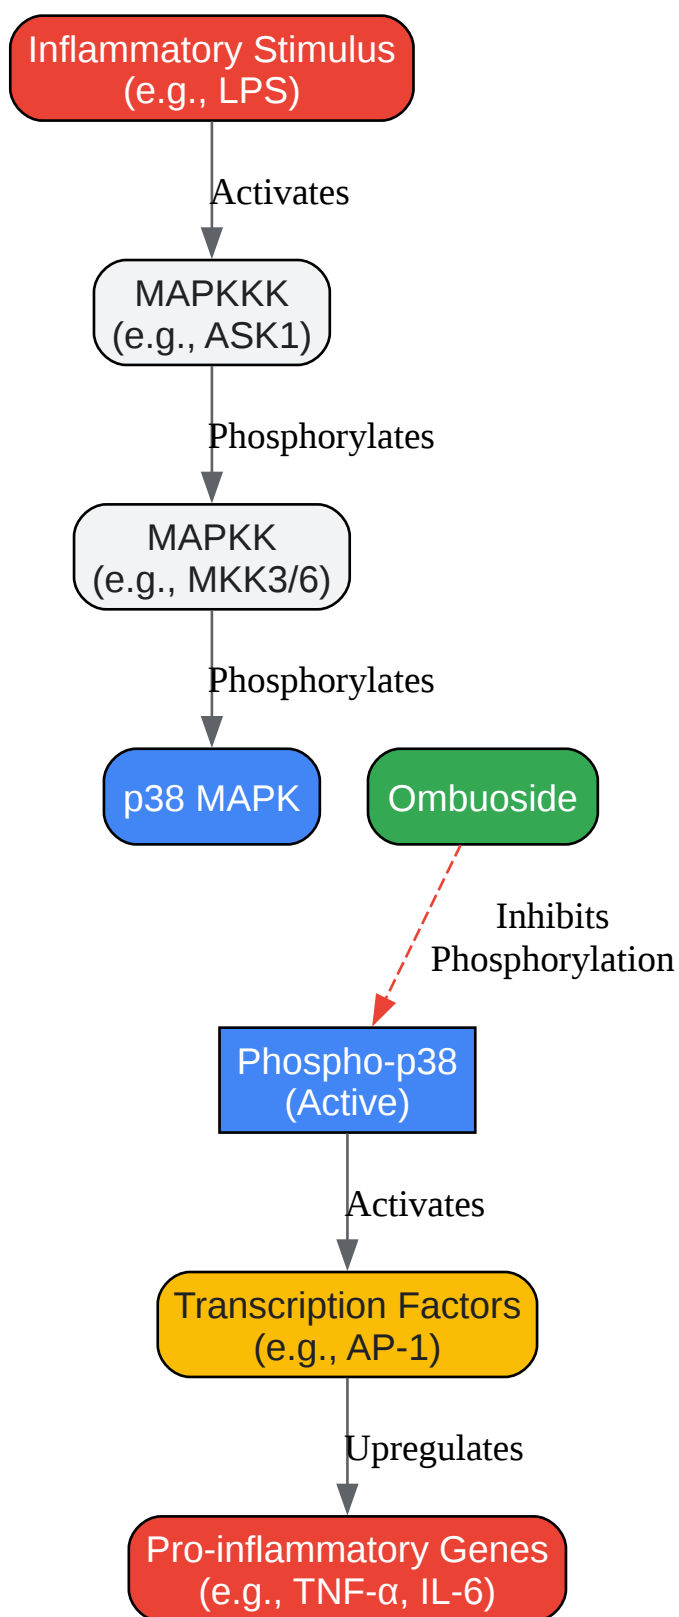 Inflammatory Stimulus
(e.g., LPS)
Activates
MAPKKK
(e.g., ASK1)
Phosphorylates
MAPKK
(e.g., MKK3/6)
Phosphorylates
p38 MAPK
Ombuoside
Inhibits
Phosphorylation
Phospho-p38
(Active)
Activates
Transcription Factors
(e.g., AP-1)
Upregulates
Pro-inflammatory Genes
(e.g., TNF-α, IL-6)